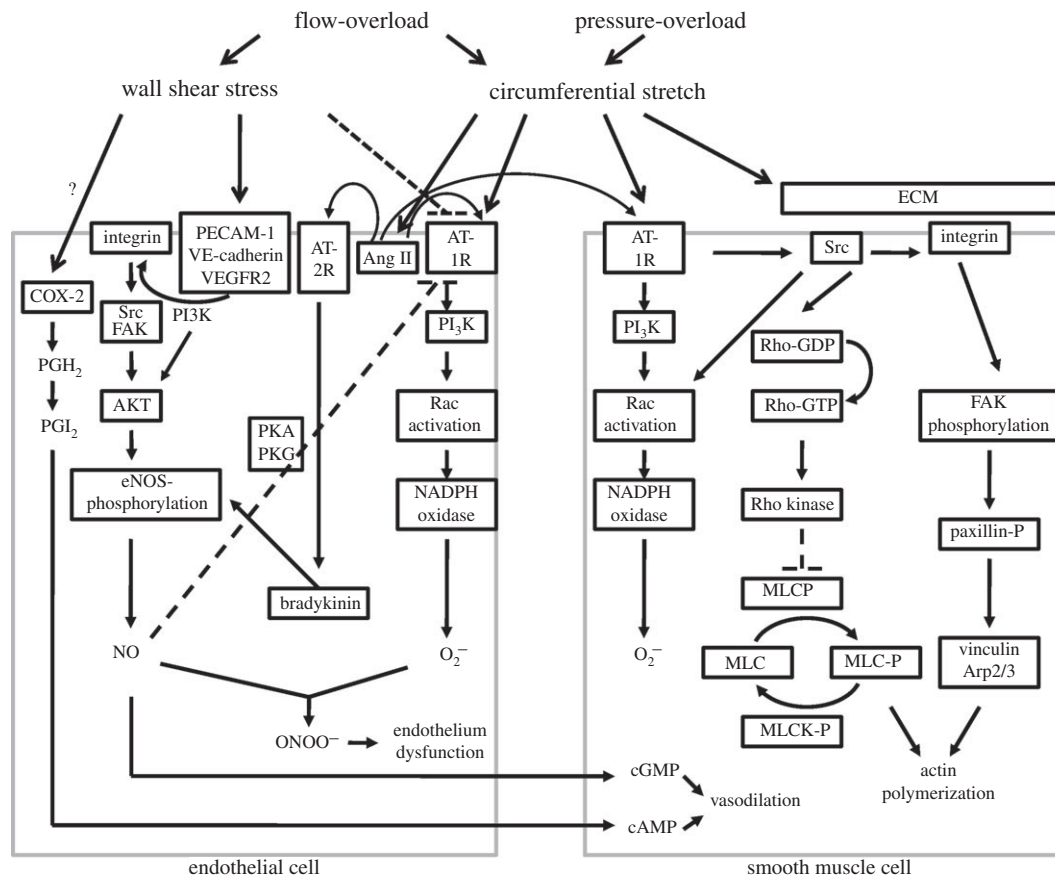 flow-overload
pressure-overload
wall shear stress
circumferential stretch
?
ECM
integrin
PECAM-1
VE-cadherin
VEGFR2
AT-
2R
Ang II
AT-
1R
AT-
1R
Src
integrin
COX-2
Src
FAK
PI3K
PI₃K
PI₃K
Rho-GDP
PGH₂
AKT
PGI₂
PKA
PKG
Rac
activation
Rac
activation
Rho-GTP
FAK
phosphorylation
eNOS-
phosphorylation
NADPH
oxidase
NADPH
oxidase
Rho kinase
paxillin-P
bradykinin
MLCP
NO
O₂⁻
O₂⁻
MLC
MLC-P
vinculin
Arp2/3
ONOO⁻
endothelium
dysfunction
MLCK-P
cGMP
vasodilation
cAMP
actin
polymerization
endothelial cell
smooth muscle cell